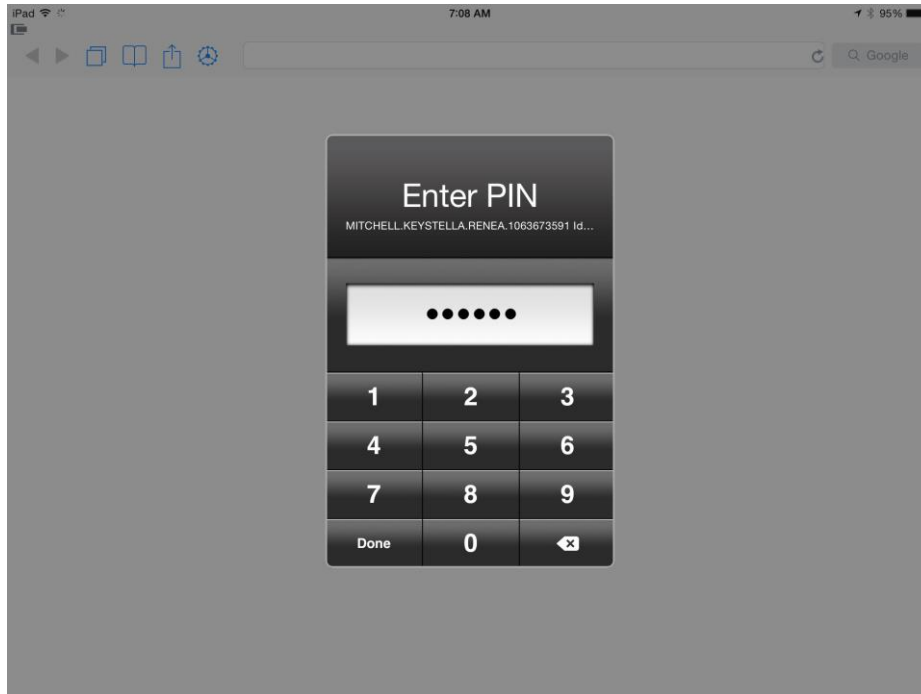 iPad
7:08 AM
95%
Google
Enter PIN
MITCHELL.KEYSTELLA.RENEA.1063673591 Id...
1 2 3
4 5 6
7 8 9
Done 0